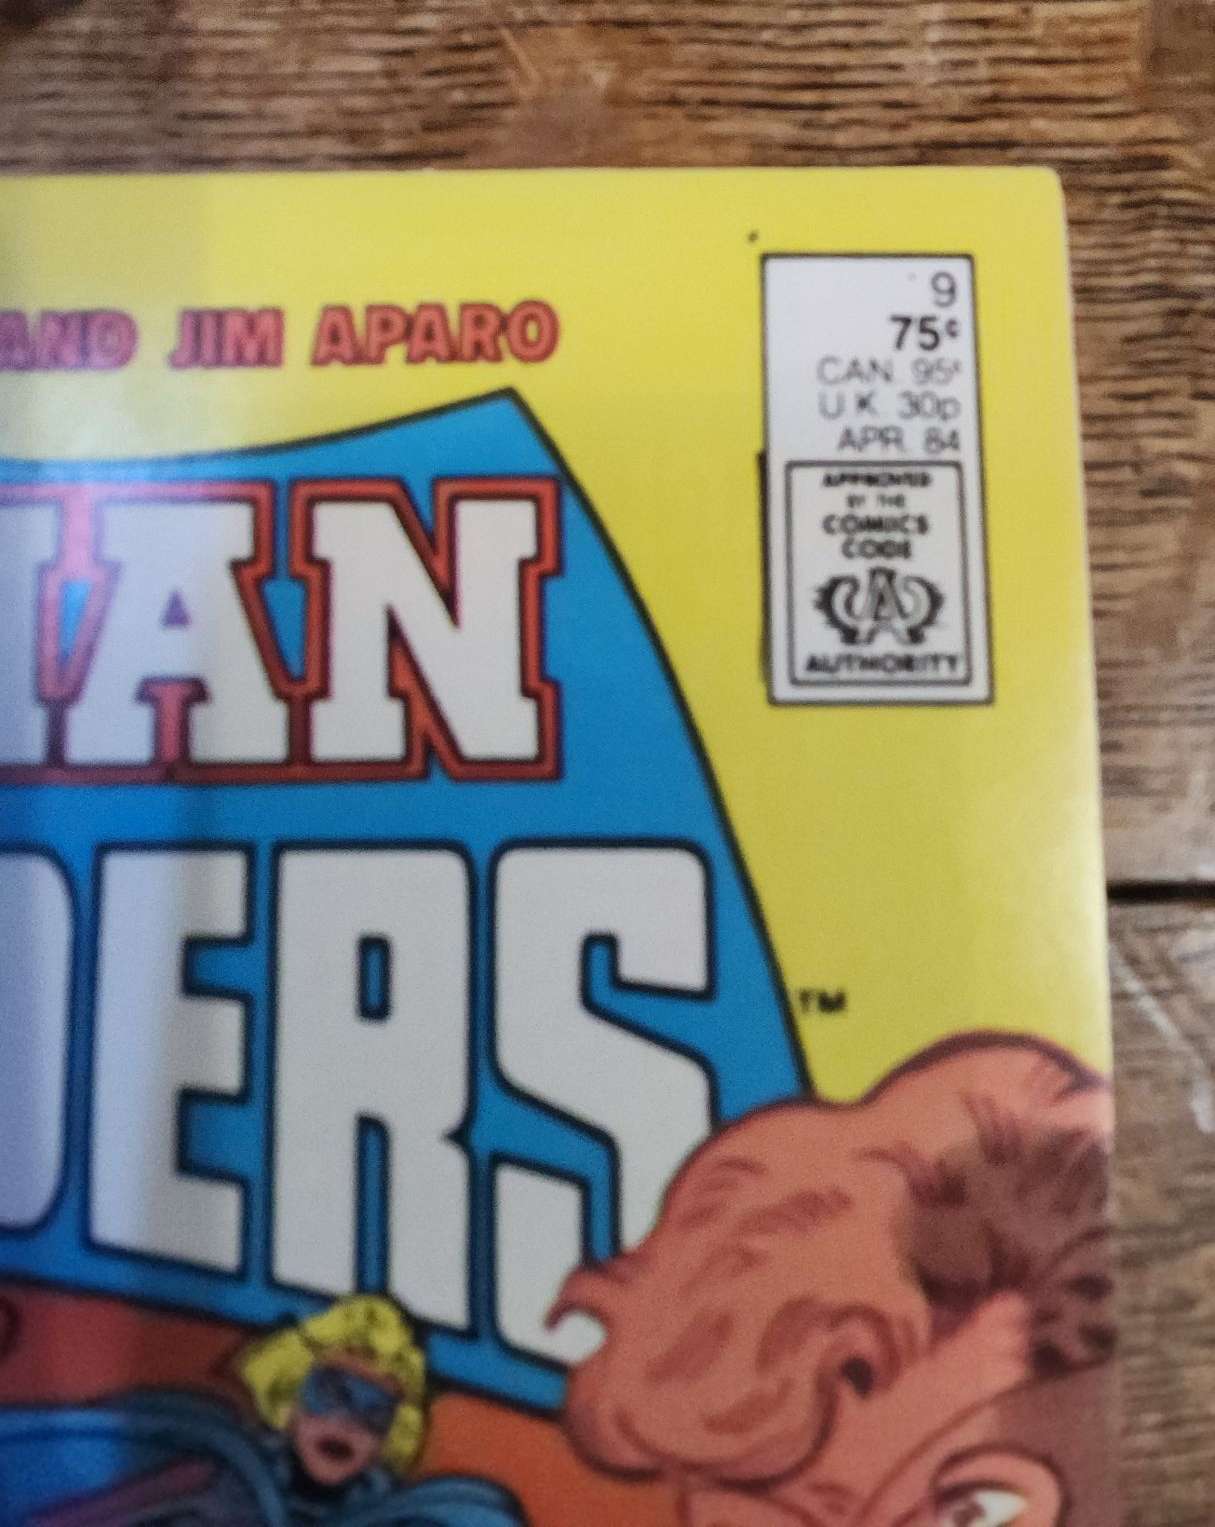 AND JIM APARO
9
75¢
CAN. 95¢
U.K. 30p
APR. 84
APPROVED
BY THE
COMICS
CODE
CAA
AUTHORITY
IAN
DERS
TM